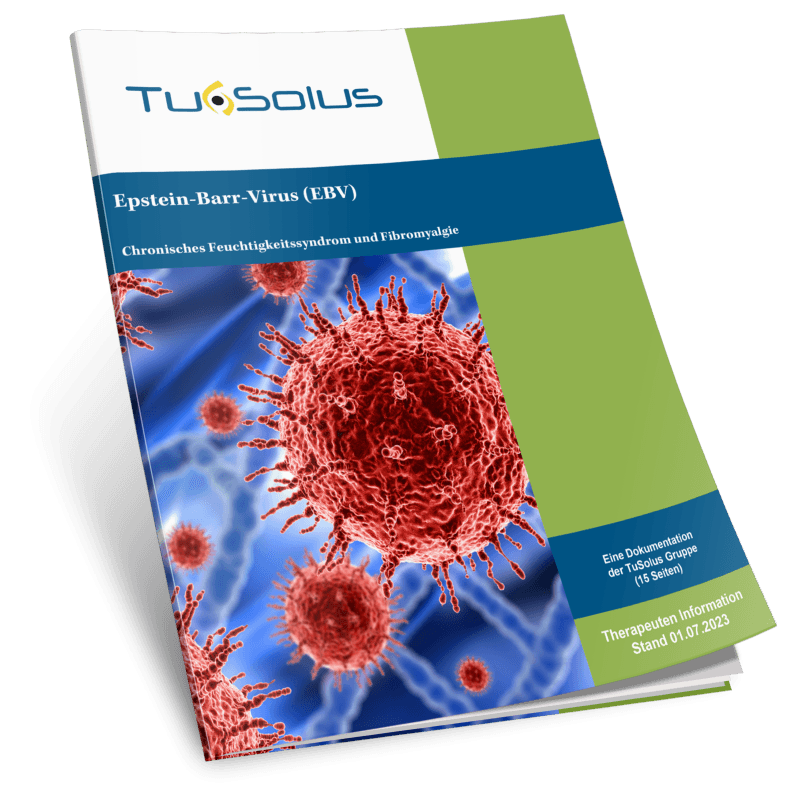 TuSolus
Epstein-Barr-Virus (EBV)
Chronisches Feuchtigkeitssyndrom und Fibromyalgie
Eine Dokumentation
der TuSolus Gruppe
(15 Seiten)
Therapeuten Information
Stand 01.07.2023